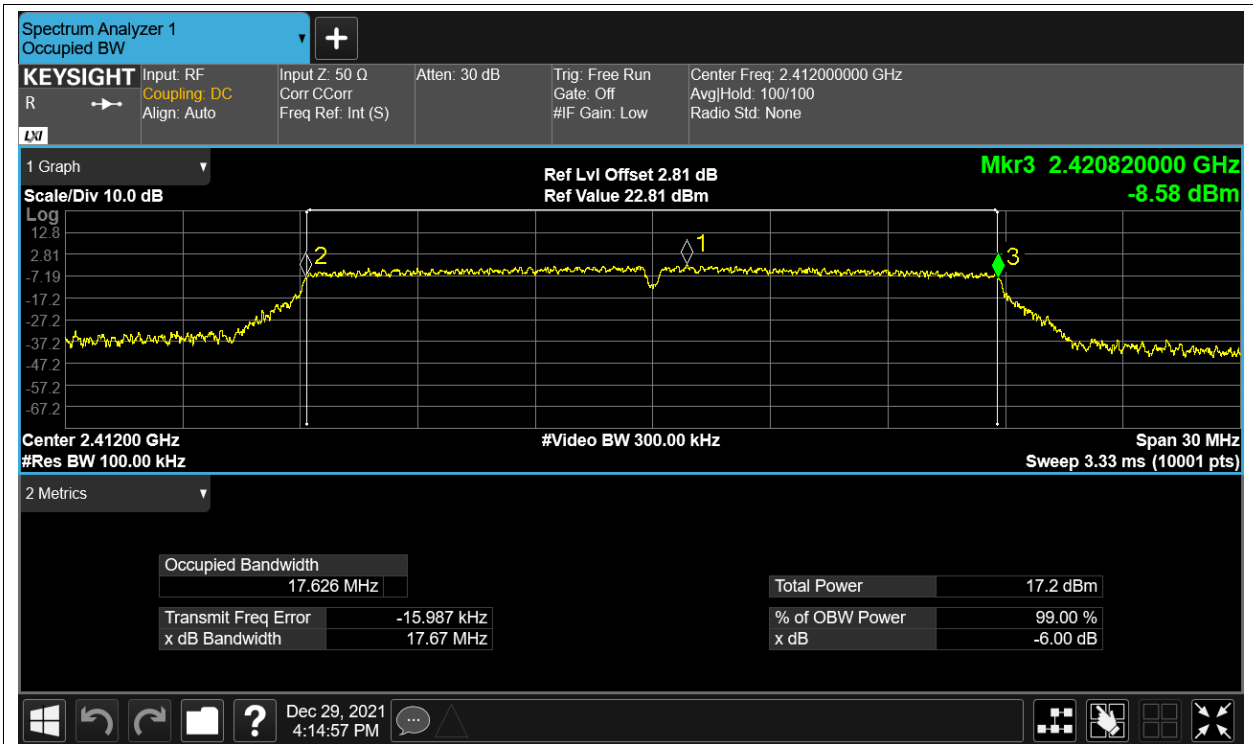 Spectrum Analyzer 1
Occupied BW
KEYSIGHT
R
LXI
Input: RF
Coupling: DC
Align: Auto
Input Z: 50 Ω
Corr CCorr
Freq Ref: Int (S)
Atten: 30 dB
Trig: Free Run
Gate: Off
#IF Gain: Low
Center Freq: 2.412000000 GHz
Avg|Hold: 100/100
Radio Std: None
1 Graph
Scale/Div 10.0 dB
Ref Lvl Offset 2.81 dB
Ref Value 22.81 dBm
Mkr3 2.420820000 GHz
-8.58 dBm
Log
12.8
2.81
-7.19
-17.2
-27.2
-37.2
-47.2
-57.2
-67.2
2
1
3
Center 2.41200 GHz
#Video BW 300.00 kHz
Span 30 MHz
#Res BW 100.00 kHz
Sweep 3.33 ms (10001 pts)
2 Metrics
Occupied Bandwidth
17.626 MHz
Transmit Freq Error -15.987 kHz
x dB Bandwidth 17.67 MHz
Total Power 17.2 dBm
% of OBW Power 99.00 %
x dB -6.00 dB
?
Dec 29, 2021
4:14:57 PM